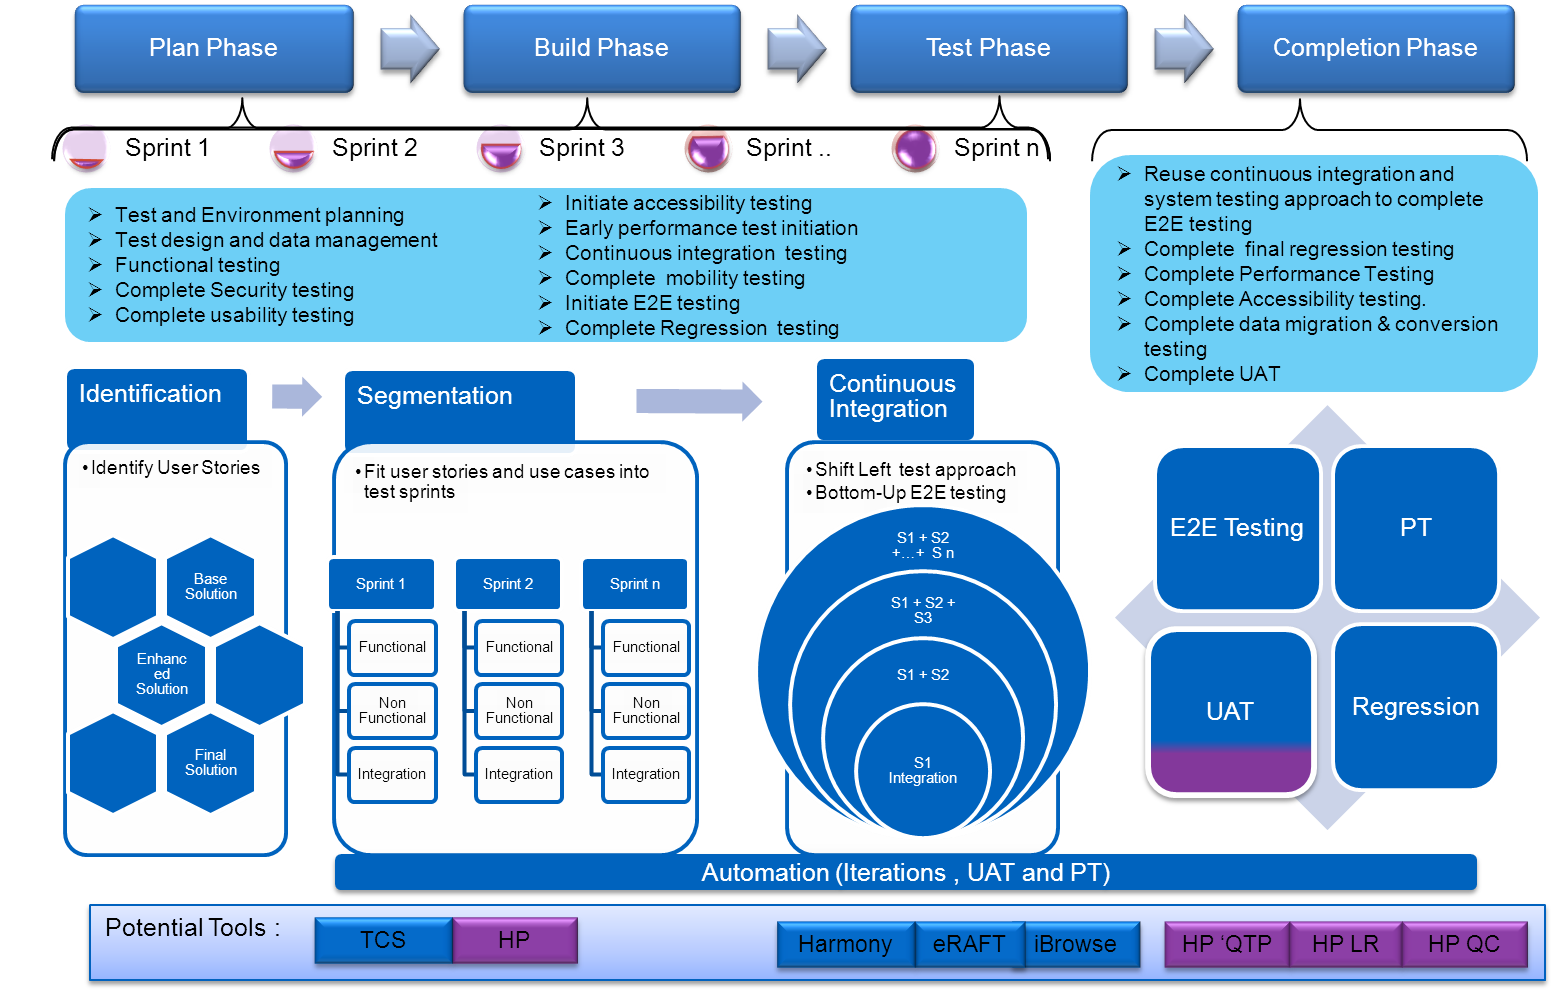 Plan Phase
Build Phase
Test Phase
Completion Phase
Sprint 1
Sprint 2
Sprint 3
Sprint ..
Sprint n
Test and Environment planning
Test design and data management
Functional testing
Complete Security testing
Complete usability testing
Initiate accessibility testing
Early performance test initiation
Continuous integration testing
Complete mobility testing
Initiate E2E testing
Complete Regression testing
Reuse continuous integration and
system testing approach to complete
E2E testing
Complete final regression testing
Complete Performance Testing
Complete Accessibility testing.
Complete data migration & conversion
testing
Complete UAT
Identification
•Identify User Stories
Base
Solution
Enhanc
ed
Solution
Final
Solution
Segmentation
•Fit user stories and use cases into
test sprints
Sprint 1
Functional
Non
Functional
Integration
Sprint 2
Functional
Non
Functional
Integration
Sprint n
Functional
Non
Functional
Integration
Continuous
Integration
•Shift Left test approach
•Bottom-Up E2E testing
S1 + S2
+...+ S n
S1 + S2 +
S3
S1 + S2
S1
Integration
E2E Testing
PT
UAT
Regression
Automation (Iterations , UAT and PT)
Potential Tools :
TCS
HP
Harmony
eRAFT
iBrowse
HP ‘QTP
HP LR
HP QC